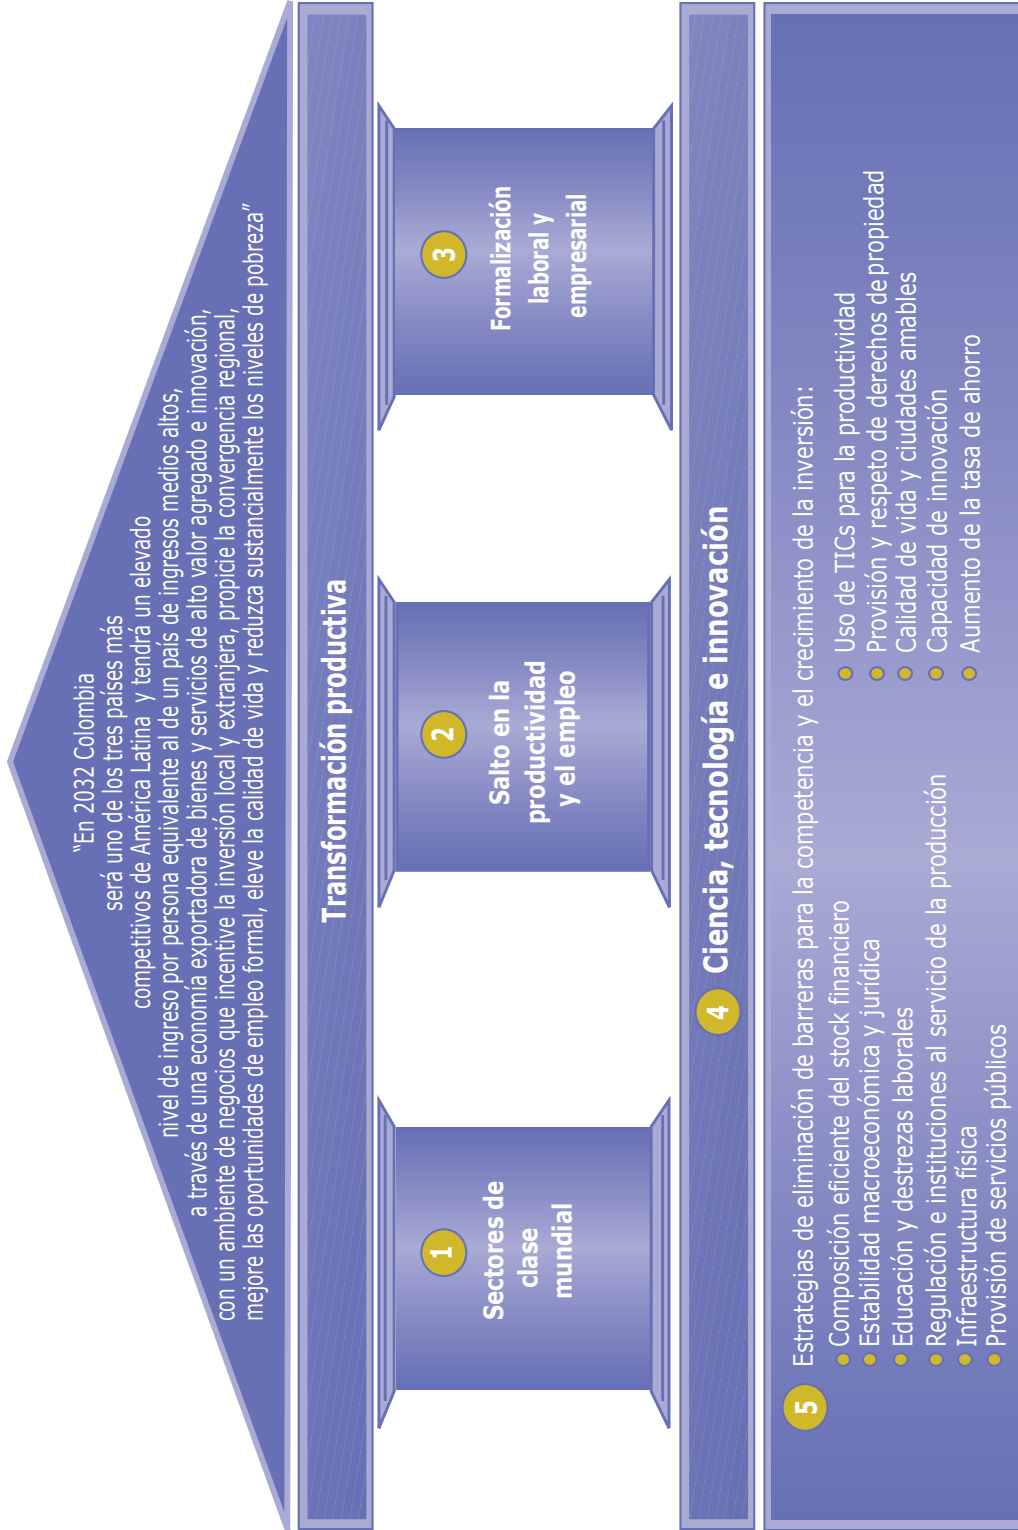 “En 2032 Colombia
será uno de los tres países más
competitivos de América Latina y tendrá un elevado
nivel de ingreso por persona equivalente al de un país de ingresos medios altos,
a través de una economía exportadora de bienes y servicios de alto valor agregado e innovación,
con un ambiente de negocios que incentive la inversión local y extranjera, propicie la convergencia regional,
mejore las oportunidades de empleo formal, eleve la calidad de vida y reduzca sustancialmente los niveles de pobreza”
Transformación productiva
1
Sectores de
clase
mundial
2
Salto en la
productividad
y el empleo
3
Formalización
laboral y
empresarial
4 Ciencia, tecnología e innovación
5 Estrategias de eliminación de barreras para la competencia y el crecimiento de la inversión:
Composición eficiente del stock financiero
Estabilidad macroeconómica y jurídica
Educación y destrezas laborales
Regulación e instituciones al servicio de la producción
Infraestructura física
Provisión de servicios públicos
Uso de TICs para la productividad
Provisión y respeto de derechos de propiedad
Calidad de vida y ciudades amables
Capacidad de innovación
Aumento de la tasa de ahorro